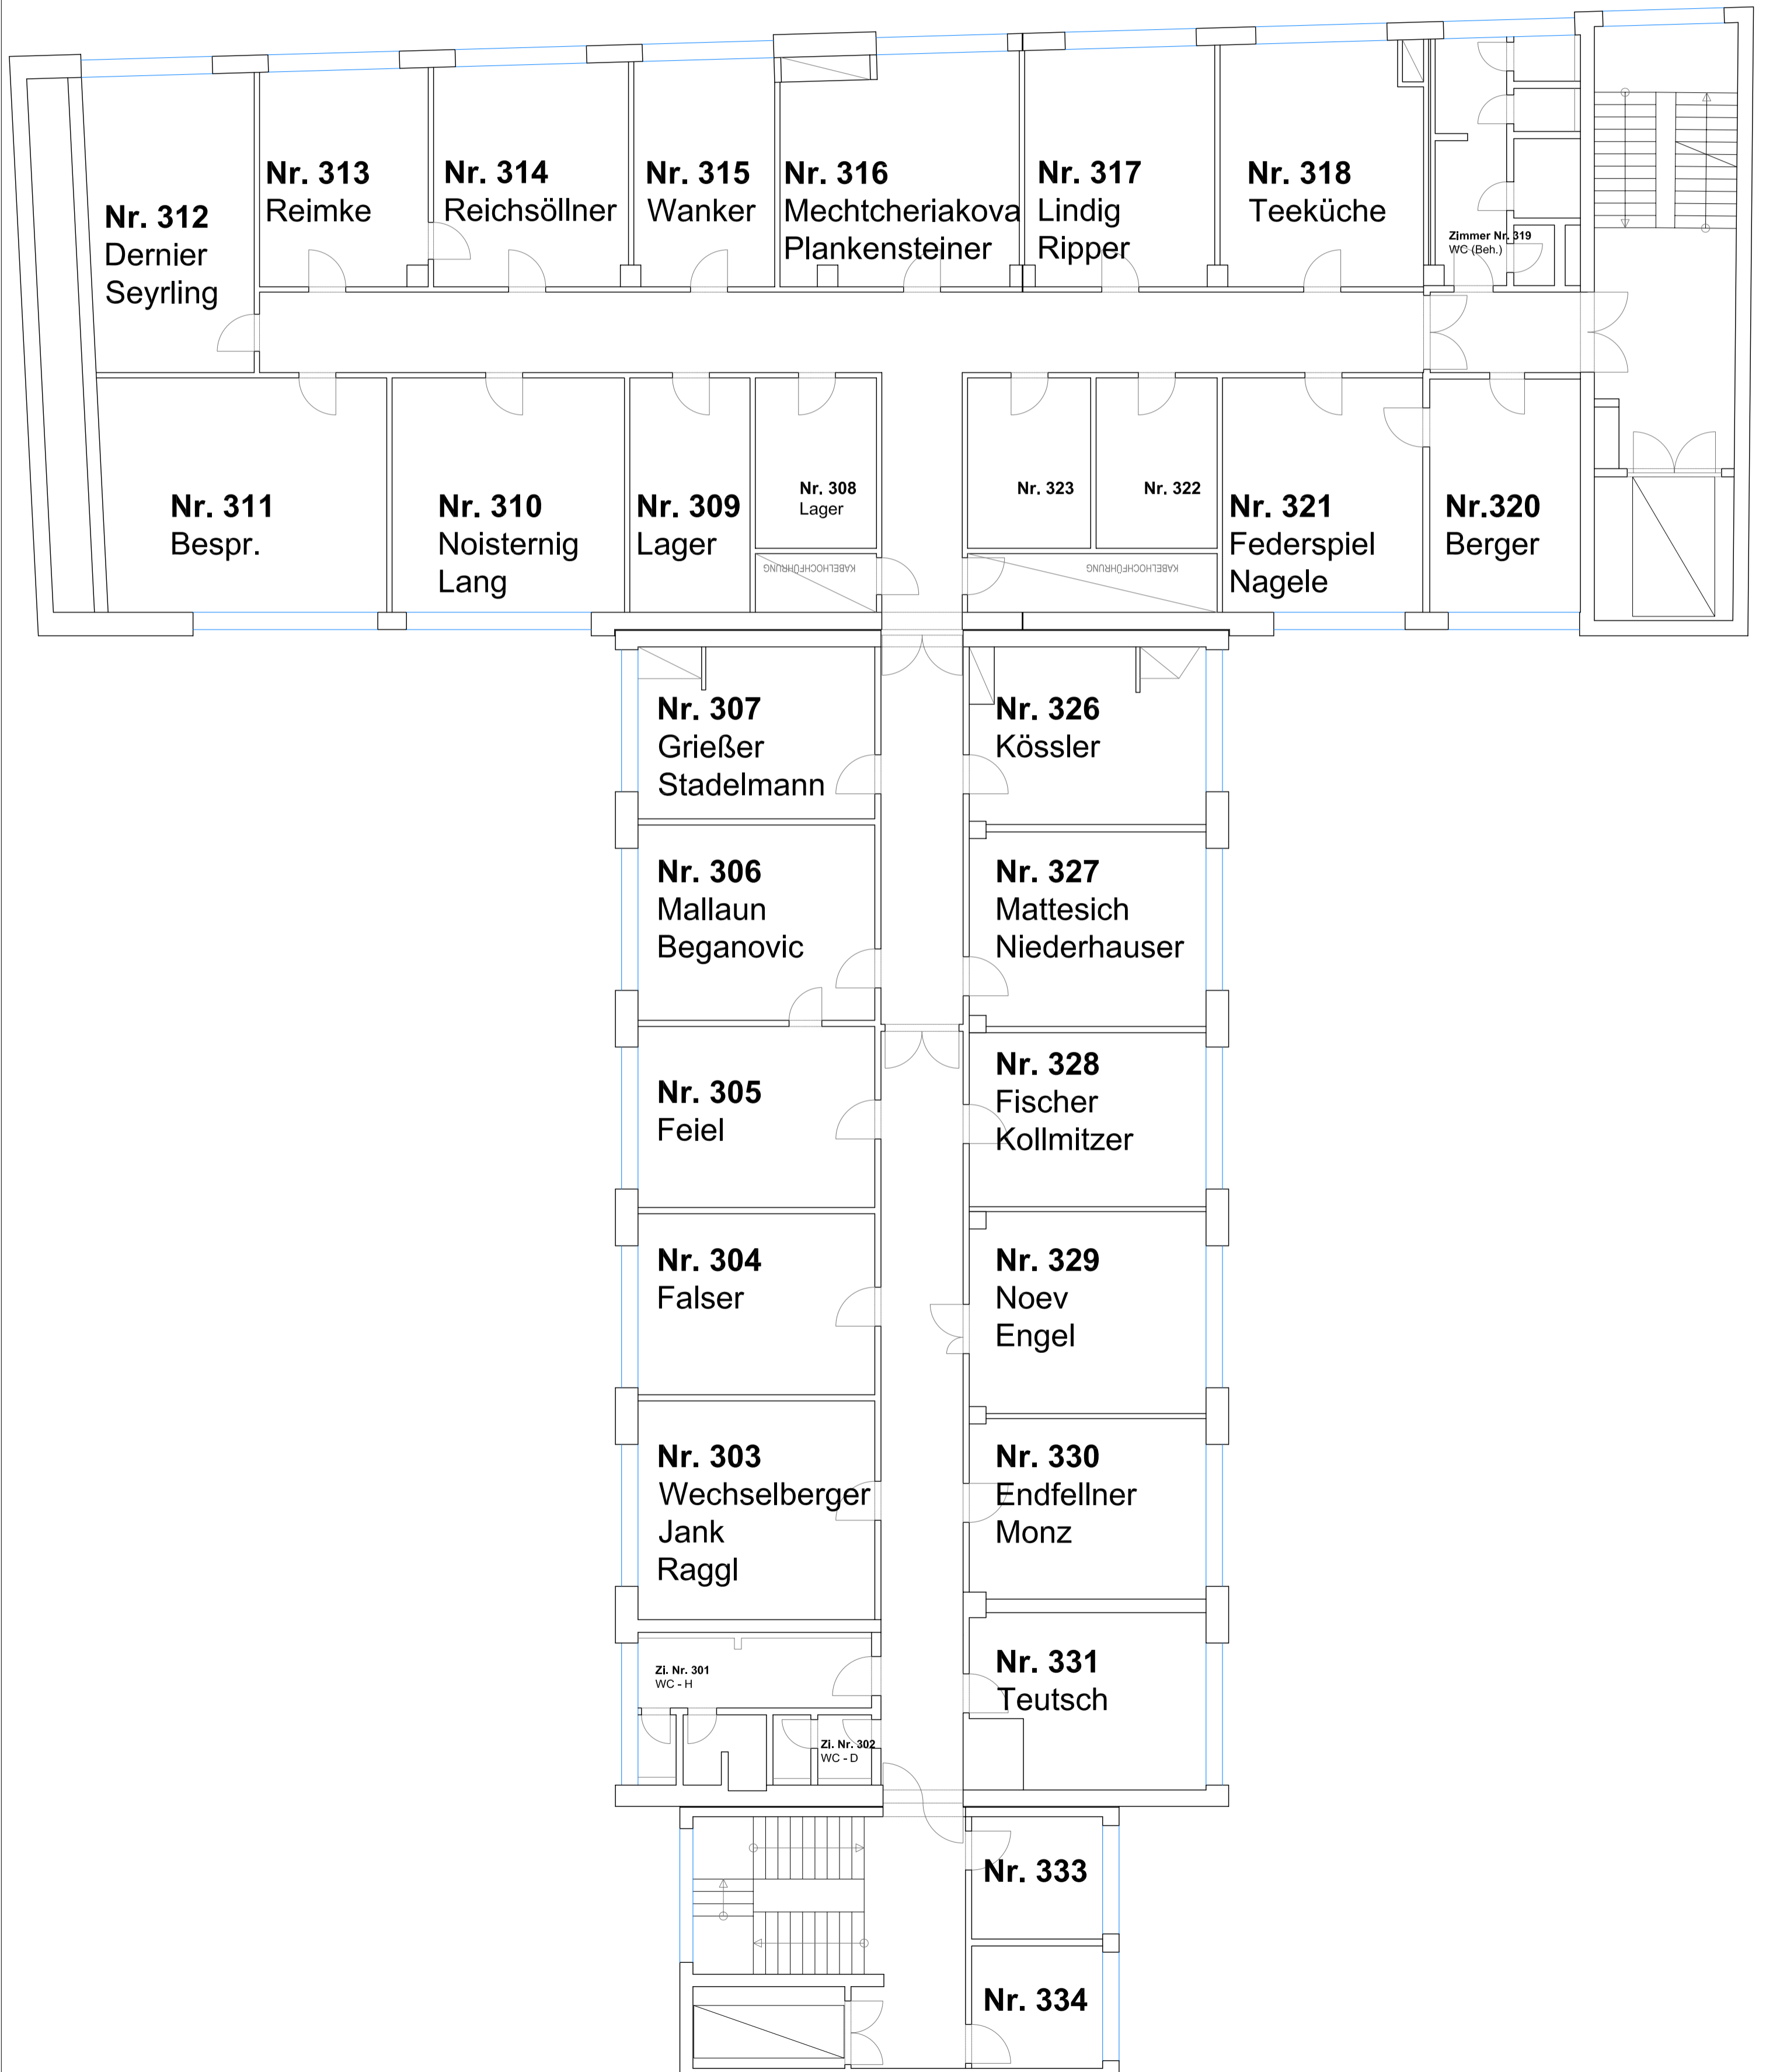 Nr. 312
Dernier
Seyrling
Nr. 313
Reimke
Nr. 314
Reichsöllner
Nr. 315
Wanker
Nr. 316
Mechtcheriakova
Plankensteiner
Nr. 317
Lindig
Ripper
Nr. 318
Teeküche
Zimmer Nr. 319
WC (Beh.)
Nr. 311
Bespr.
Nr. 310
Noisternig
Lang
Nr. 309
Lager
Nr. 308
Lager
KABELHOCHFÜHRUNG
Nr. 323
Nr. 322
KABELHOCHFÜHRUNG
Nr. 321
Federspiel
Nagele
Nr.320
Berger
Nr. 307
Grießer
Stadelmann
Nr. 326
Kössler
Nr. 306
Mallaun
Beganovic
Nr. 327
Mattesich
Niederhauser
Nr. 305
Feiel
Nr. 328
Fischer
Kollmitzer
Nr. 304
Falser
Nr. 329
Noev
Engel
Nr. 303
Wechselberger
Jank
Raggl
Nr. 330
Endfellner
Monz
Zi. Nr. 301
WC - H
Nr. 331
Teutsch
Zi. Nr. 302
WC - D
Nr. 333
Nr. 334